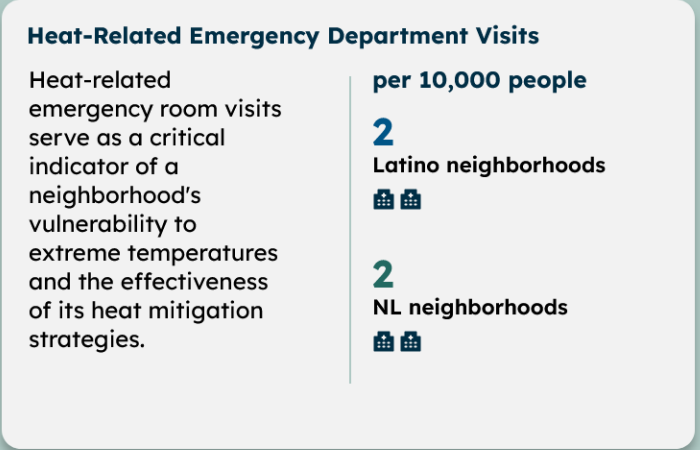 Heat-Related Emergency Department Visits
Heat-related
emergency room visits
serve as a critical
indicator of a
neighborhood's
vulnerability to
extreme temperatures
and the effectiveness
of its heat mitigation
strategies.
per 10,000 people
2
Latino neighborhoods
2
NL neighborhoods